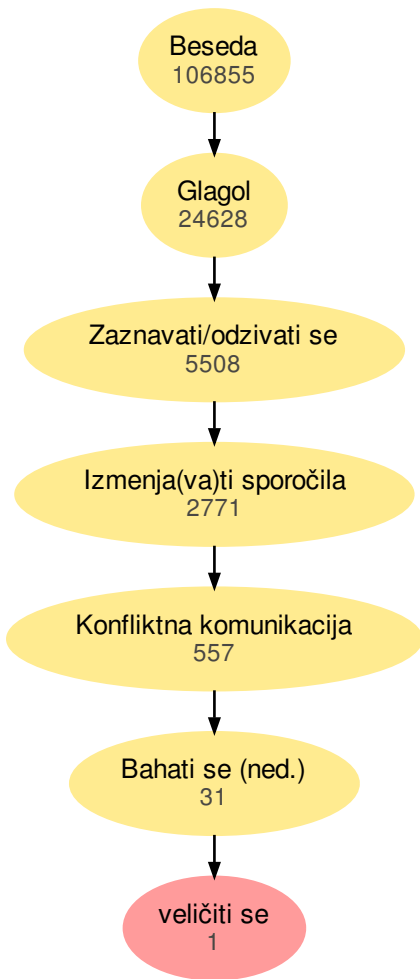 Beseda
106855
Glagol
24628
Zaznavati/odzivati se
5508
Izmenja(va)ti sporočila
2771
Konfliktna komunikacija
557
Bahati se (ned.)
31
veličiti se
1